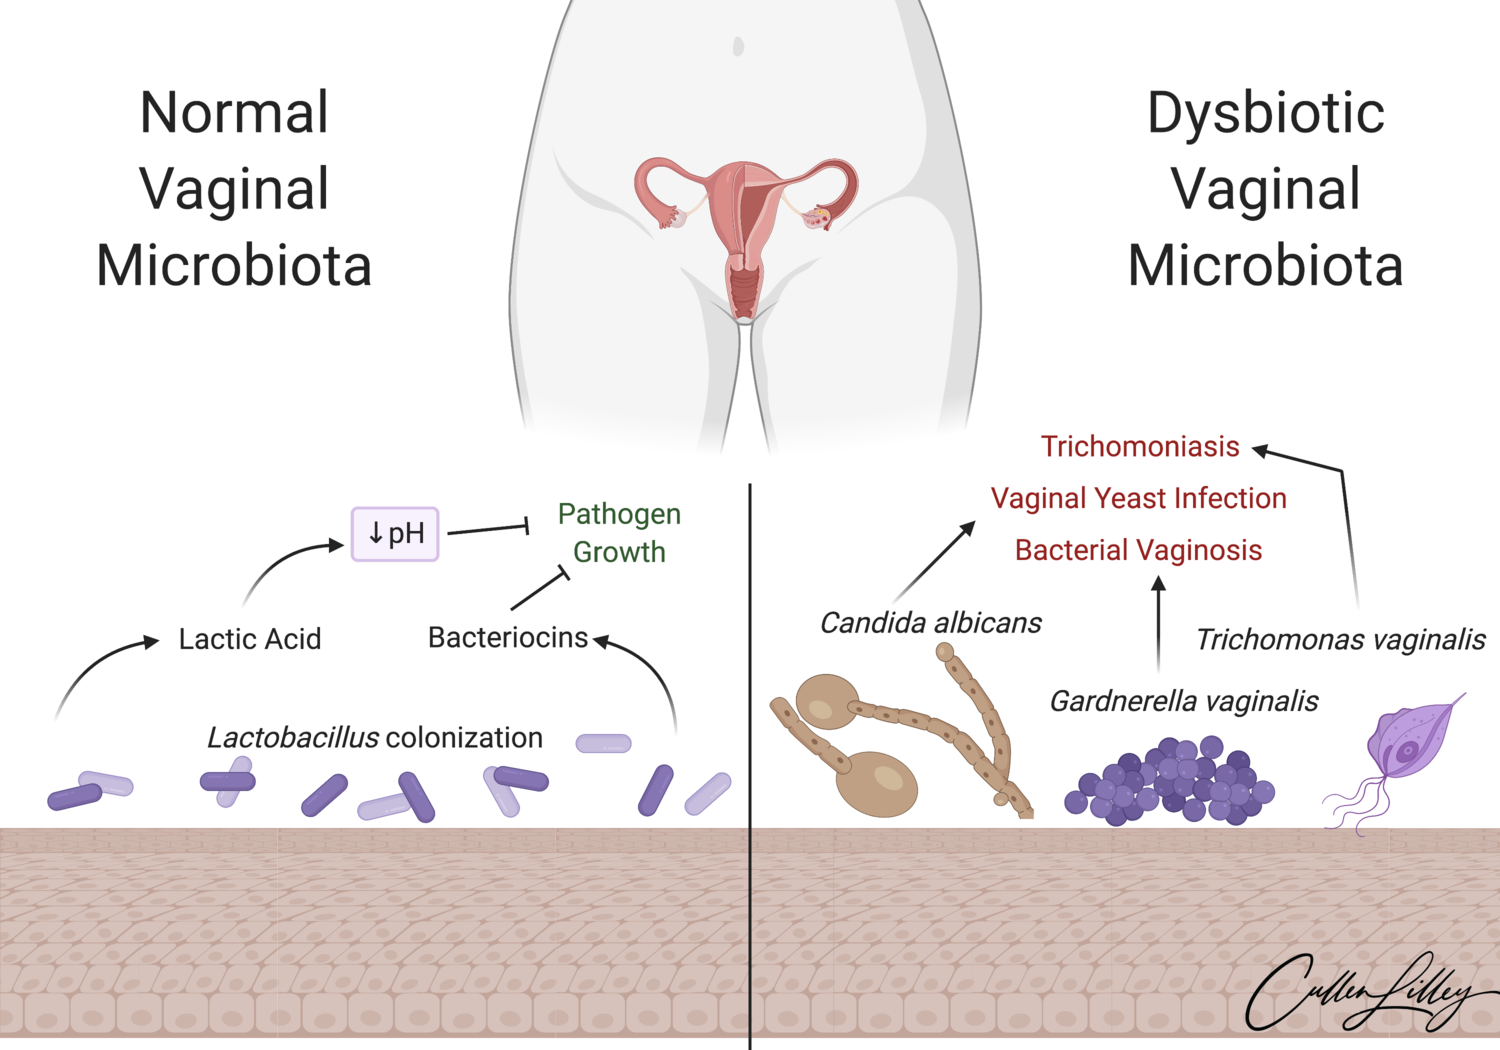 Normal
Vaginal
Microbiota
Dysbiotic
Vaginal
Microbiota
↓pH
Pathogen
Growth
Lactic Acid
Bacteriocins
Lactobacillus colonization
Trichomoniasis
Vaginal Yeast Infection
Bacterial Vaginosis
Candida albicans
Trichomonas vaginalis
Gardnerella vaginalis
Cullen Lilley